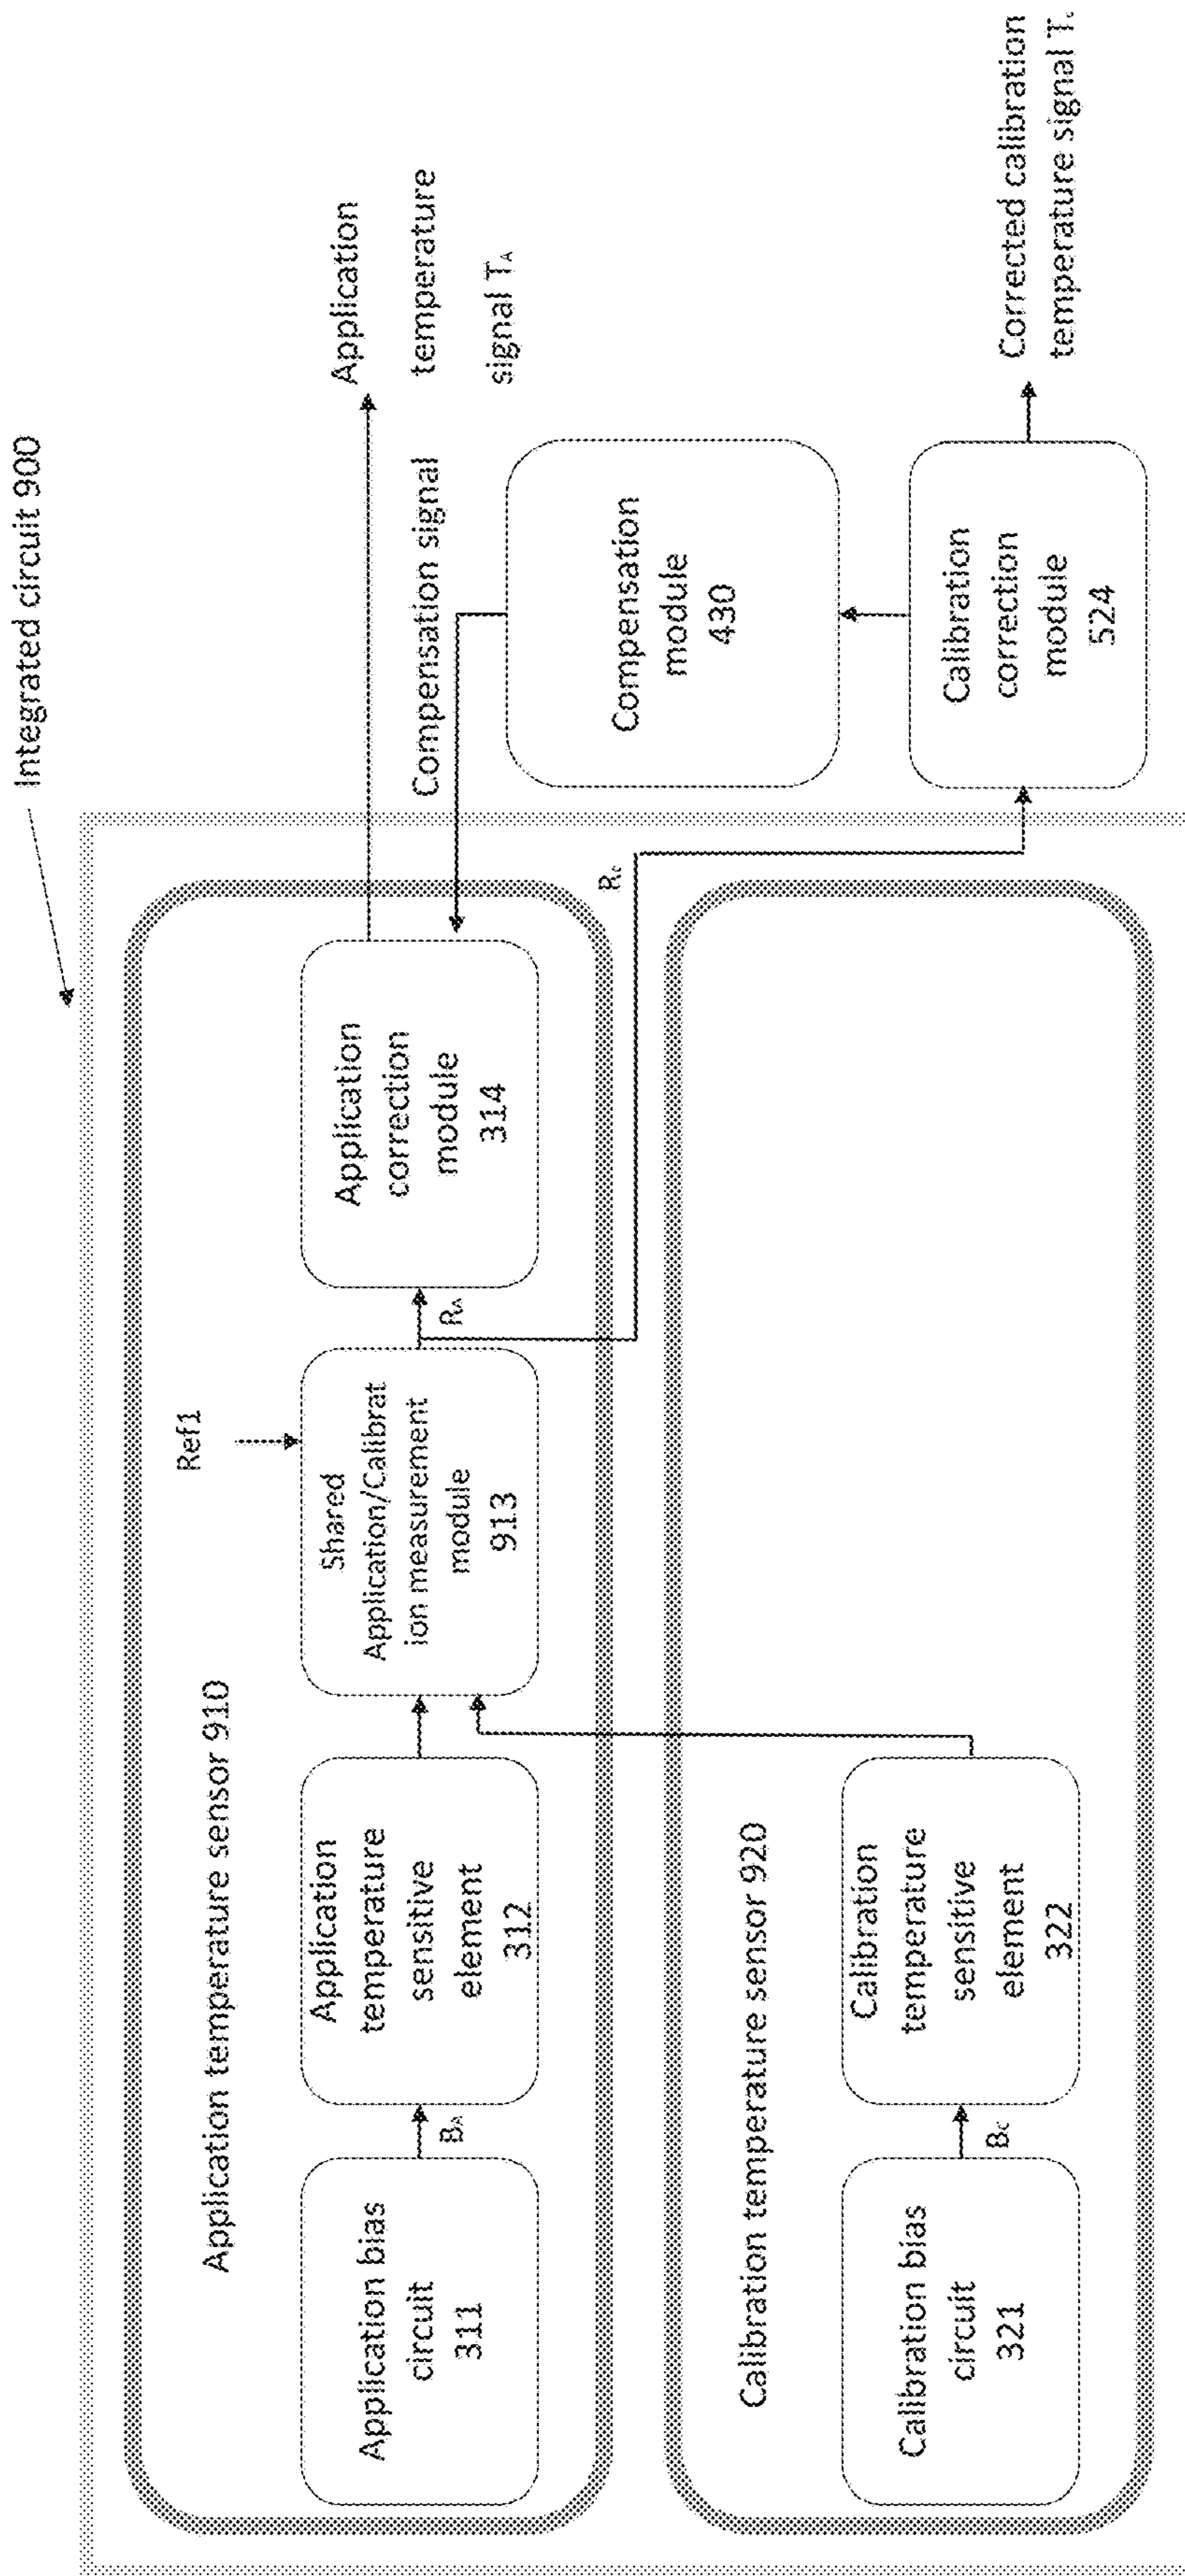 Integrated circuit 900
Application temperature sensor 910
Ref1
Application bias
circuit
311
BA
Application
temperature
sensitive
element
312
Shared
Application/Calibrat
ion measurement
module
913
RA
Application
correction
module
314
Application
temperature
signal TA
Compensation signal
Rc
Compensation
module
430
Calibration temperature sensor 920
Calibration bias
circuit
321
Bc
Calibration
temperature
sensitive
element
322
Calibration
correction
module
524
Corrected calibration
temperature signal T